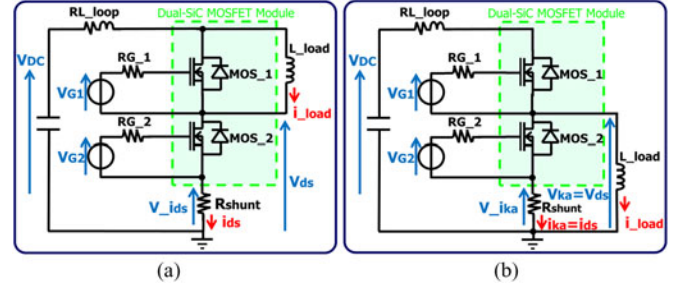 RL_loop
Dual-SiC MOSFET Module
VDC
RG_1
L_load
VG1
MOS_1
i_load
RG_2
VG2
MOS_2
Vds
V_ids
Rshunt
ids
(a)
RL_loop
Dual-SiC MOSFET Module
VDC
RG_1
VG1
MOS_1
RG_2
VG2
MOS_2
L_load
Vka=Vds
V_ika
Rshunt
ika=ids
i_load
(b)